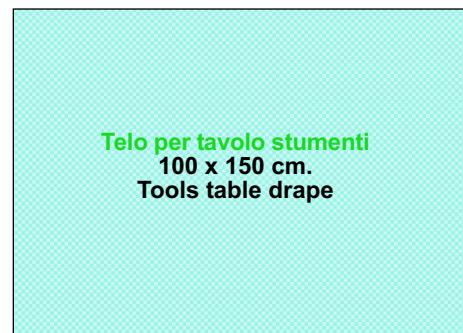 Telo per tavolo stumenti
100 x 150 cm.
Tools table drape